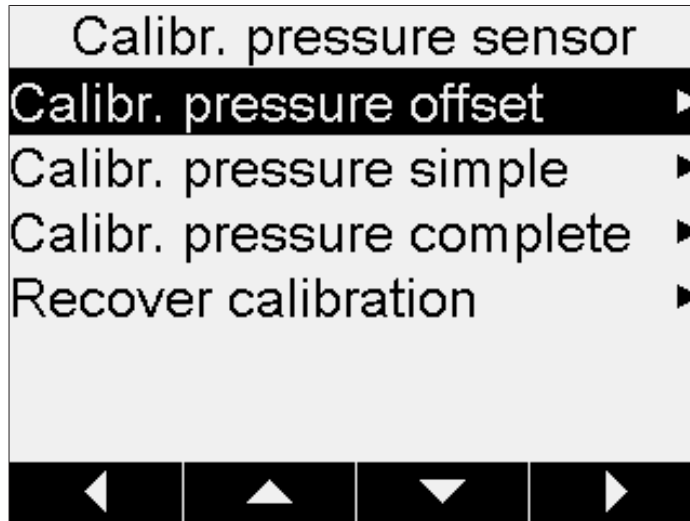 Calibr. pressure sensor
Calibr. pressure offset
Calibr. pressure simple
Calibr. pressure complete
Recover calibration